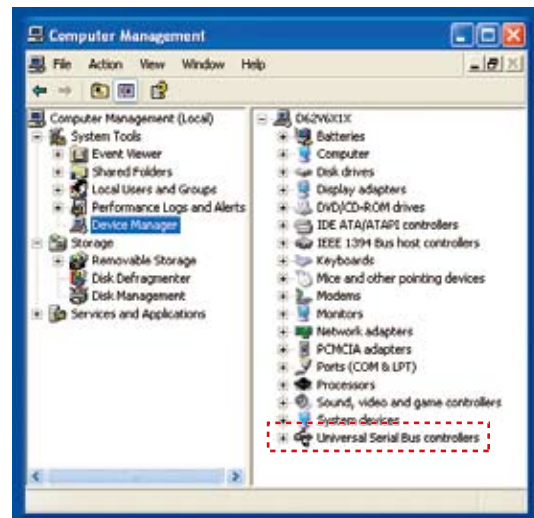 Computer Management
File Action View Window Help
Computer Management (Local)
System Tools
Event Viewer
Shared Folders
Local Users and Groups
Performance Logs and Alerts
Device Manager
Storage
Removable Storage
Disk Defragmenter
Disk Management
Services and Applications
D62V6X1X
Batteries
Computer
Disk drives
Display adapters
DVD/CD-ROM drives
IDE ATA/ATAPI controllers
IEEE 1394 Bus host controllers
Keyboards
Mice and other pointing devices
Modems
Monitors
Network adapters
PCMCIA adapters
Ports (COM & LPT)
Processors
Sound, video and game controllers
System devices
Universal Serial Bus controllers